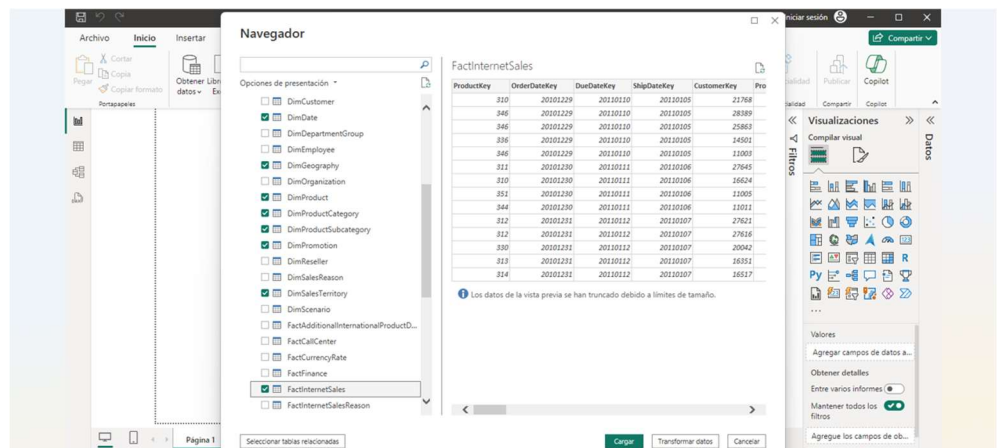 Iniciar sesión
Archivo Inicio Insertar
Compartir
Pegar
Cortar
Copia
Copiar formato
Portapapeles
Obtener datos
Publicar
Copilot
Compartir Copilot
Navegador
Opciones de presentación
DimCustomer
DimDate
DimDepartmentGroup
DimEmployee
DimGeography
DimOrganization
DimProduct
DimProductCategory
DimProductSubcategory
DimPromotion
DimReseller
DimSalesReason
DimSalesTerritory
DimScenario
FactAdditionalInternationalProductD...
FactCallCenter
FactCurrencyRate
FactFinance
FactInternetSales
FactInternetSalesReason
Seleccionar tablas relacionadas
FactInternetSales
ProductKey OrderDateKey DueDateKey ShipDateKey CustomerKey Pro
310 20101229 20110110 20110105 21768
346 20101229 20110110 20110105 28389
346 20101229 20110110 20110105 25863
336 20101229 20110110 20110105 14501
346 20101229 20110110 20110105 11003
311 20101230 20110111 20110106 27645
310 20101230 20110111 20110106 16624
351 20101230 20110111 20110106 11005
344 20101230 20110111 20110106 11011
312 20101231 20110112 20110107 27621
312 20101231 20110112 20110107 27616
330 20101231 20110112 20110107 20042
313 20101231 20110112 20110107 16351
314 20101231 20110112 20110107 16517
Los datos de la vista previa se han truncado debido a límites de tamaño.
Cargar Transformar datos Cancelar
Filtros
Visualizaciones
Compilar visual
R
Py
...
Valores
Agregar campos de datos a...
Obtener detalles
Entre varios informes
Mantener todos los
filtros
Agregue los campos de ob...
Datos
Página 1